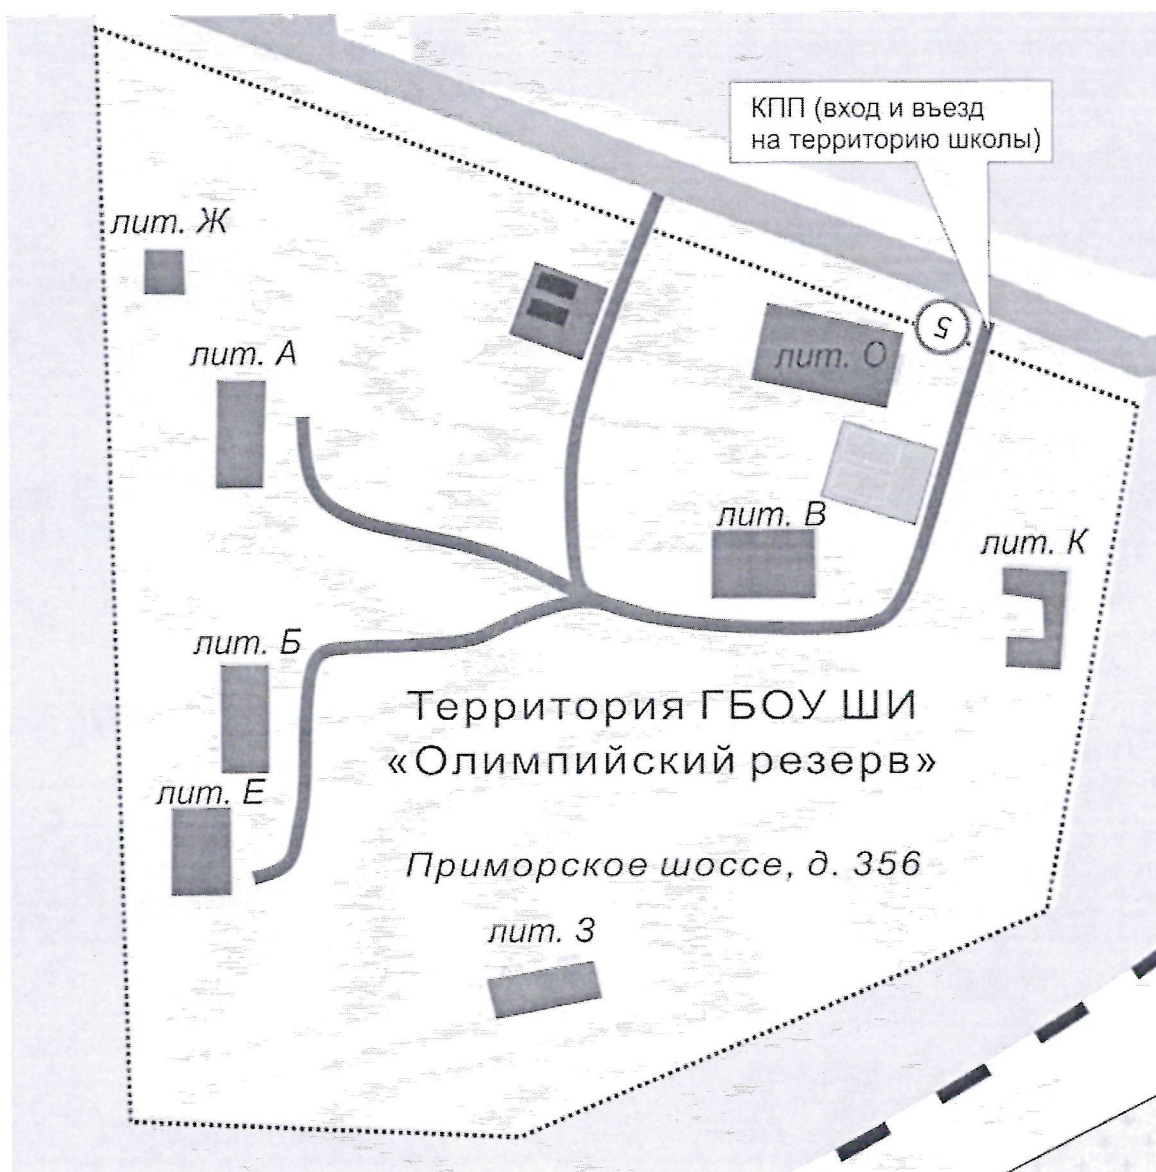 КПП (вход и въезд
на территорию школы)
лит. Ж
5
лит. А
лит. О
лит. В
лит. К
лит. Б
Территория ГБОУ ШИ
«Олимпийский резерв»
лит. Е
Приморское шоссе, д. 356
лит. З